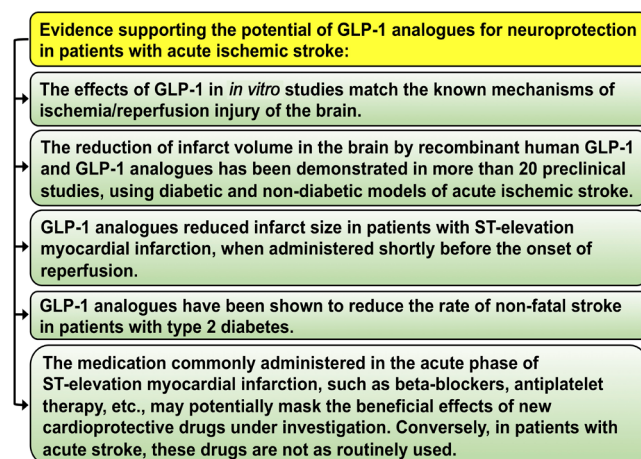 Evidence supporting the potential of GLP-1 analogues for neuroprotection
in patients with acute ischemic stroke:
The effects of GLP-1 in in vitro studies match the known mechanisms of
ischemia/reperfusion injury of the brain.
The reduction of infarct volume in the brain by recombinant human GLP-1
and GLP-1 analogues has been demonstrated in more than 20 preclinical
studies, using diabetic and non-diabetic models of acute ischemic stroke.
GLP-1 analogues reduced infarct size in patients with ST-elevation
myocardial infarction, when administered shortly before the onset of
reperfusion.
GLP-1 analogues have been shown to reduce the rate of non-fatal stroke
in patients with type 2 diabetes.
The medication commonly administered in the acute phase of
ST-elevation myocardial infarction, such as beta-blockers, antiplatelet
therapy, etc., may potentially mask the beneficial effects of new
cardioprotective drugs under investigation. Conversely, in patients with
acute stroke, these drugs are not as routinely used.